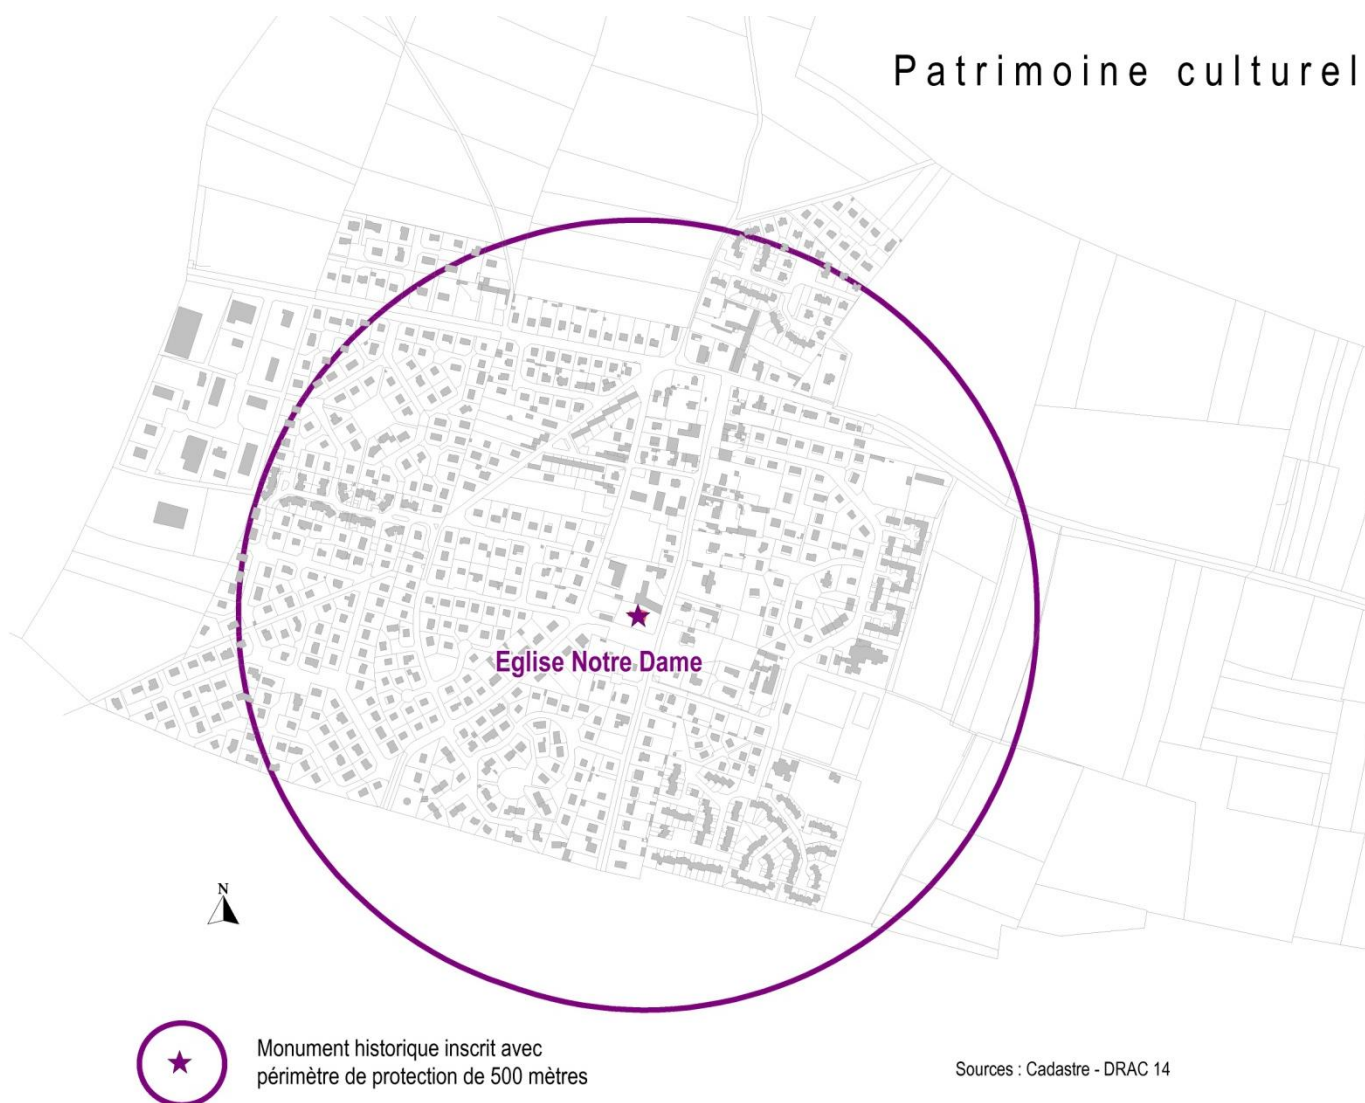 Patrimoine culturel
Eglise Notre Dame
N
Monument historique inscrit avec
périmètre de protection de 500 mètres
Sources : Cadastre - DRAC 14